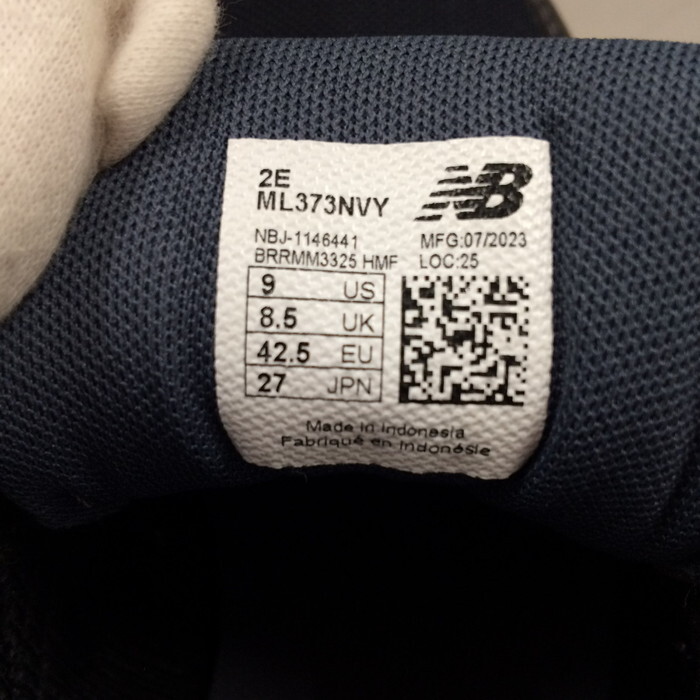 2E
ML373NVY
NB
NBJ-1146441
BRRMM3325 HMF
MFG:07/2023
LOC:25
9 US
8.5 UK
42.5 EU
27 JPN
Made in Indonesia
Fabriqué en Indonésie